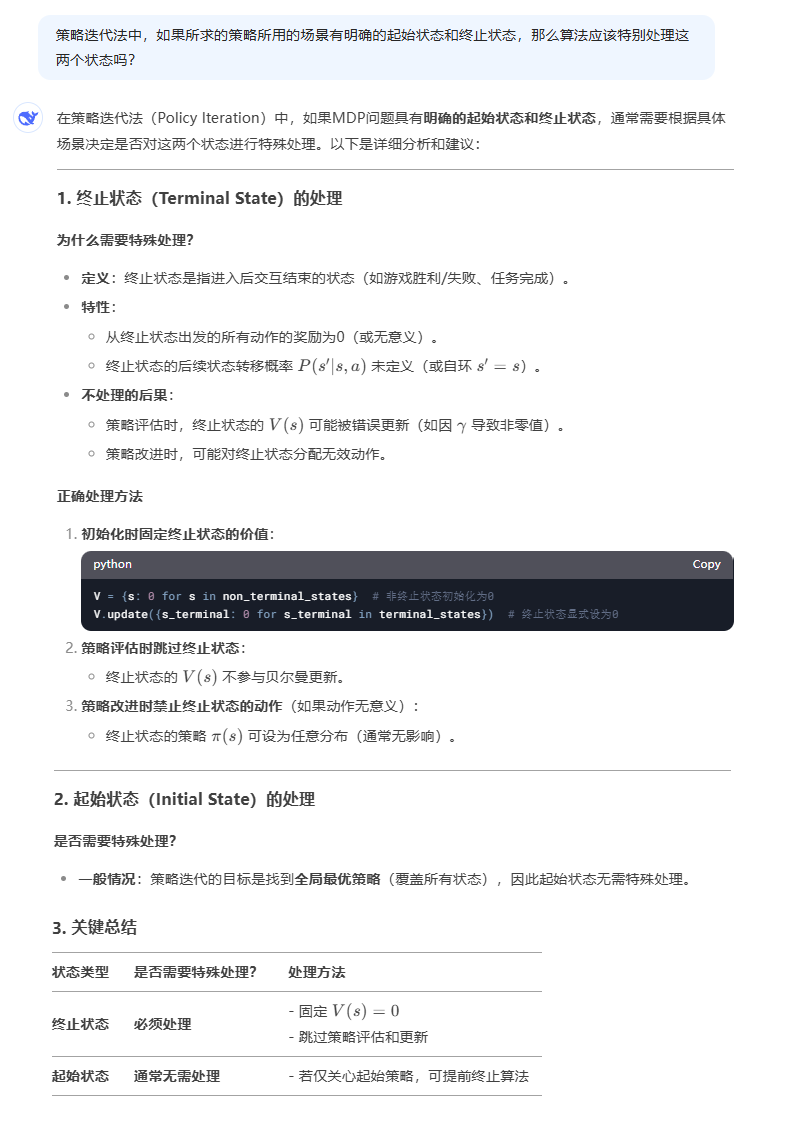 策略迭代法中，如果所求的策略所用的场景有明确的起始状态和终止状态，那么算法应该特别处理这
两个状态吗？
在策略迭代法（Policy Iteration）中，如果MDP问题具有明确的起始状态和终止状态，通常需要根据具体
场景决定是否对这两个状态进行特殊处理。以下是详细分析和建议：
1. 终止状态（Terminal State）的处理
为什么需要特殊处理？
• 定义：终止状态是指进入后交互结束的状态（如游戏胜利/失败、任务完成）。
• 特性：
○ 从终止状态出发的所有动作的奖励为0（或无意义）。
○ 终止状态的后续状态转移概率 P(s′|s, a) 未定义（或自环 s′ = s）。
• 不处理的后果：
○ 策略评估时，终止状态的 V(s) 可能被错误更新（如因 γ 导致非零值）。
○ 策略改进时，可能对终止状态分配无效动作。
正确处理方法
1. 初始化时固定终止状态的价值：
python Copy
V = {s: 0 for s in non_terminal_states}  # 非终止状态初始化为0
V.update({s_terminal: 0 for s_terminal in terminal_states})  # 终止状态显式设为0
2. 策略评估时跳过终止状态：
○ 终止状态的 V(s) 不参与贝尔曼更新。
3. 策略改进时禁止终止状态的动作（如果动作无意义）：
○ 终止状态的策略 π(s) 可设为任意分布（通常无影响）。
2. 起始状态（Initial State）的处理
是否需要特殊处理？
• 一般情况：策略迭代的目标是找到全局最优策略（覆盖所有状态），因此起始状态无需特殊处理。
3. 关键总结
状态类型 是否需要特殊处理？ 处理方法
终止状态 必须处理 - 固定 V(s) = 0
- 跳过策略评估和更新
起始状态 通常无需处理 - 若仅关心起始策略，可提前终止算法